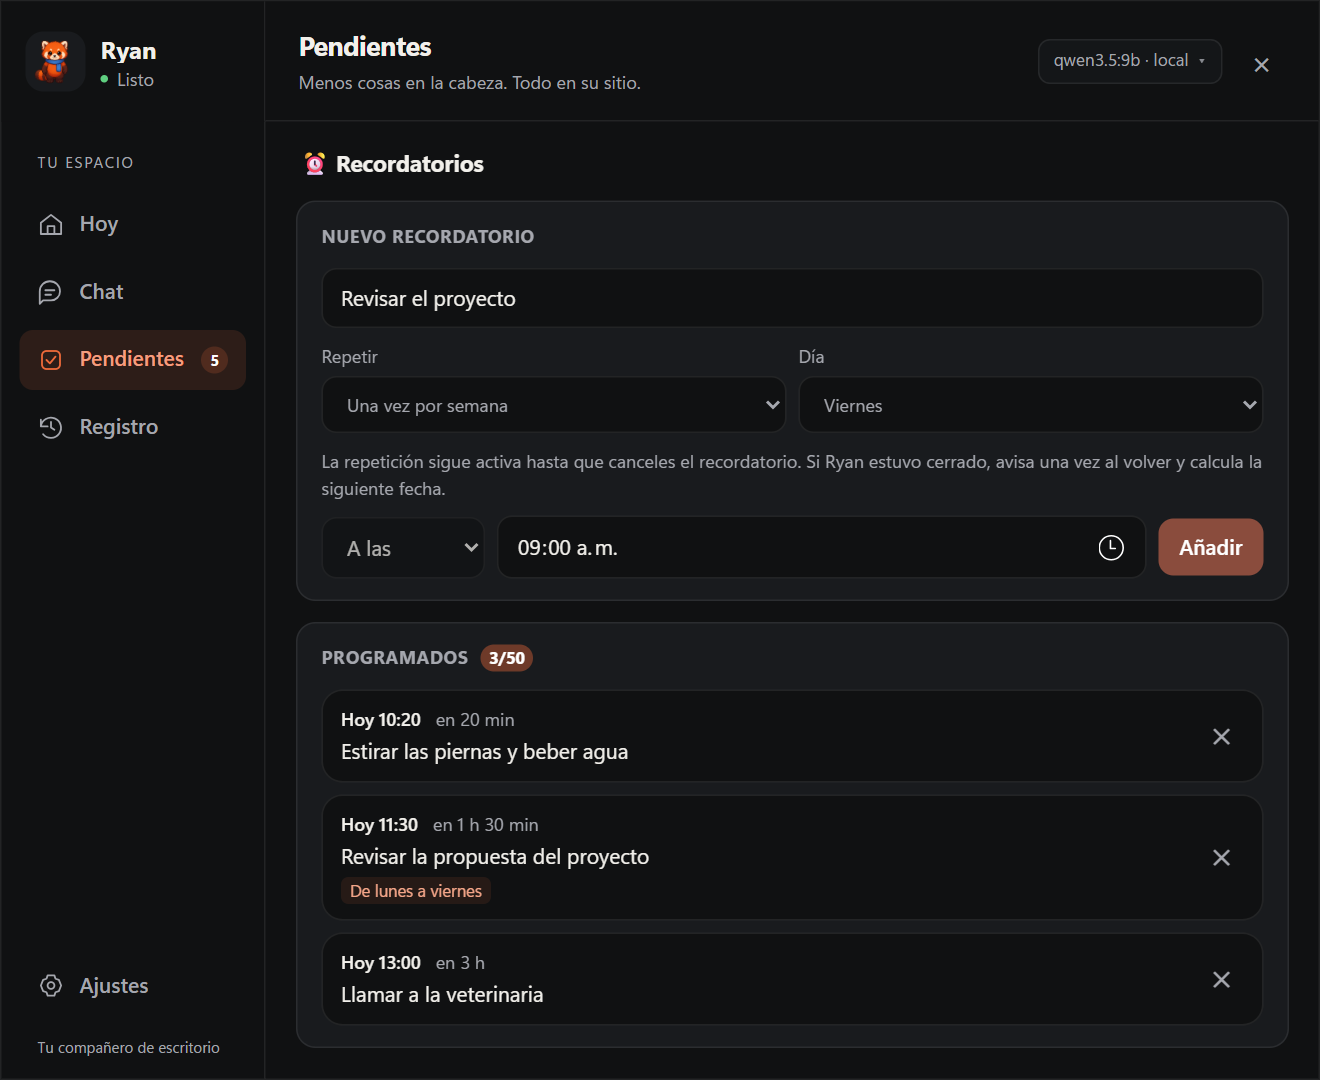 Ryan
Listo
TU ESPACIO
Hoy
Chat
Pendientes 5
Registro
Ajustes
Tu compañero de escritorio
Pendientes
Menos cosas en la cabeza. Todo en su sitio.
qwen3.5:9b · local
Recordatorios
NUEVO RECORDATORIO
Revisar el proyecto
Repetir
Día
Una vez por semana
Viernes
La repetición sigue activa hasta que canceles el recordatorio. Si Ryan estuvo cerrado, avisa una vez al volver y calcula la
siguiente fecha.
A las
09:00 a. m.
Añadir
PROGRAMADOS 3/50
Hoy 10:20 en 20 min
Estirar las piernas y beber agua
Hoy 11:30 en 1 h 30 min
Revisar la propuesta del proyecto
De lunes a viernes
Hoy 13:00 en 3 h
Llamar a la veterinaria